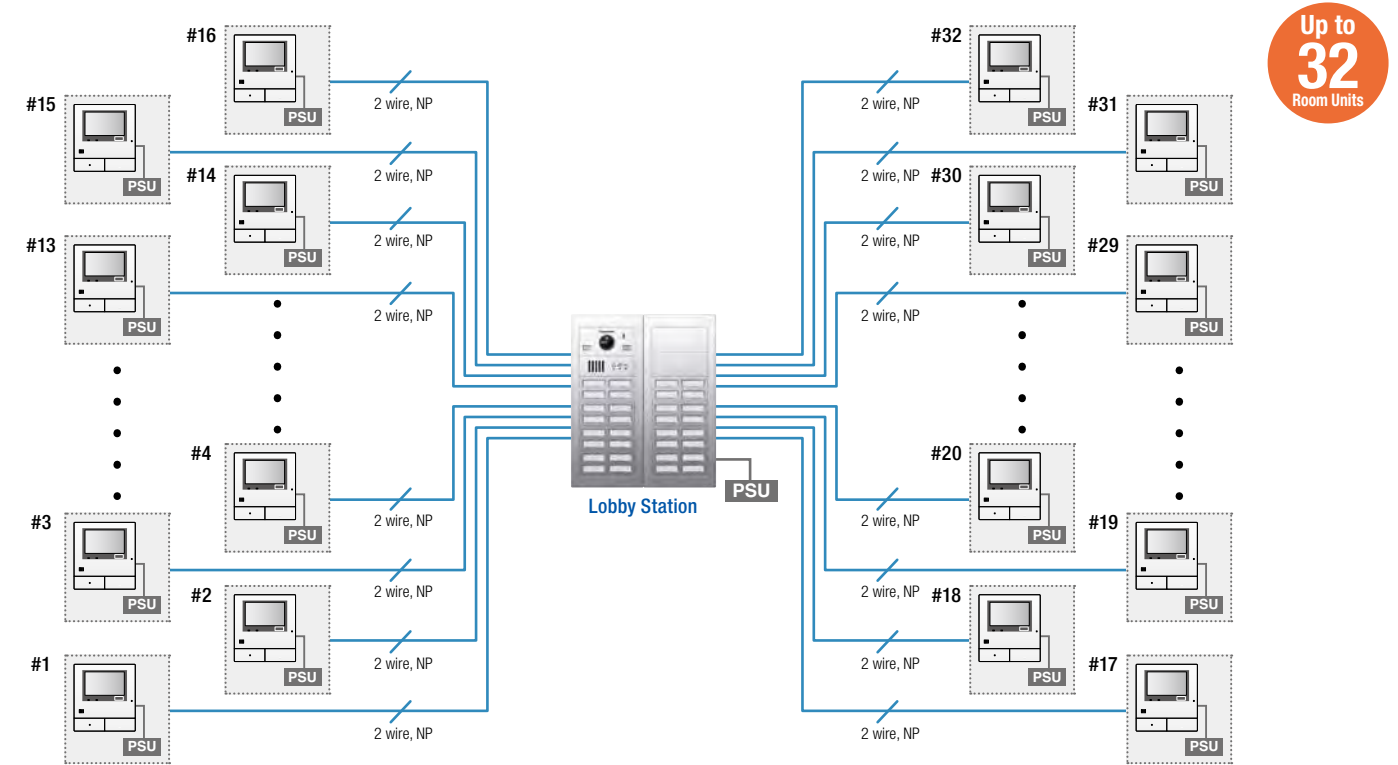 Up to
32
Room Units
#16
PSU
2 wire, NP
#32
PSU
2 wire, NP
#15
PSU
2 wire, NP
#31
PSU
2 wire, NP
#14
PSU
2 wire, NP
#30
PSU
2 wire, NP
#13
PSU
2 wire, NP
#29
PSU
2 wire, NP
#4
PSU
2 wire, NP
Lobby Station
PSU
#20
PSU
2 wire, NP
#3
PSU
2 wire, NP
#19
PSU
2 wire, NP
#2
PSU
2 wire, NP
#18
PSU
2 wire, NP
#1
PSU
2 wire, NP
#17
PSU
2 wire, NP